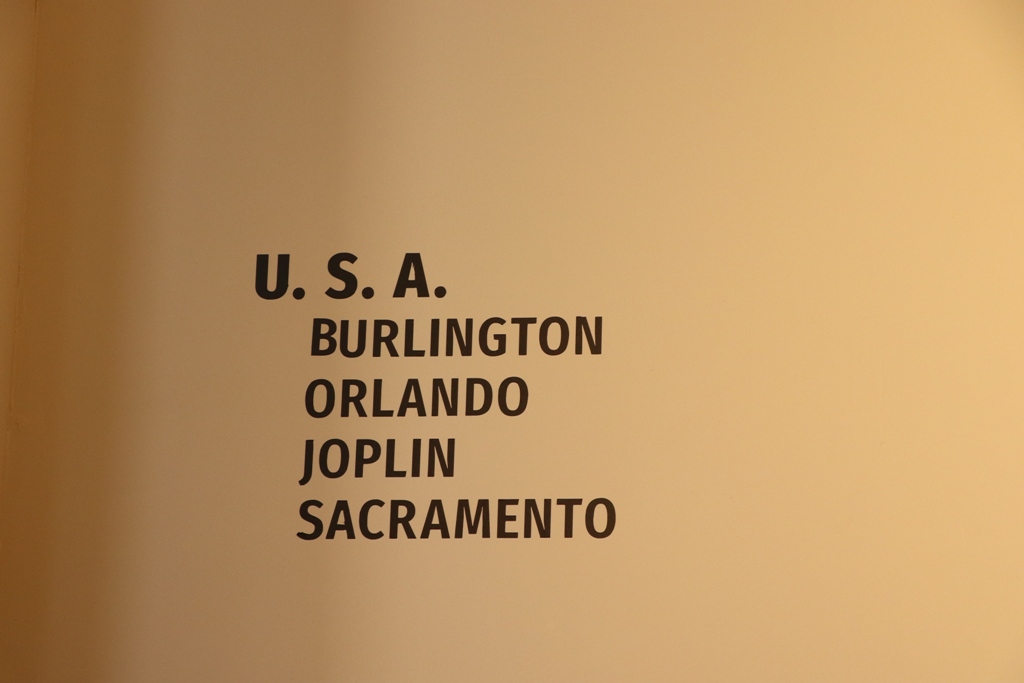 U. S. A.
BURLINGTON
ORLANDO
JOPLIN
SACRAMENTO